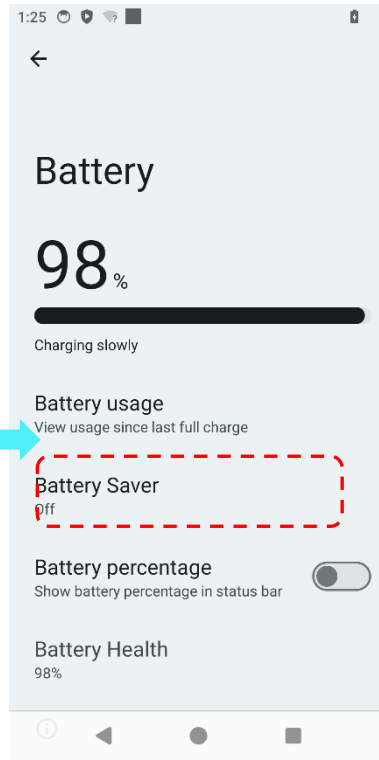 1:25
Battery
98 %
Charging slowly
Battery usage
View usage since last full charge
Battery Saver
Off
Battery percentage
Show battery percentage in status bar
Battery Health
98%